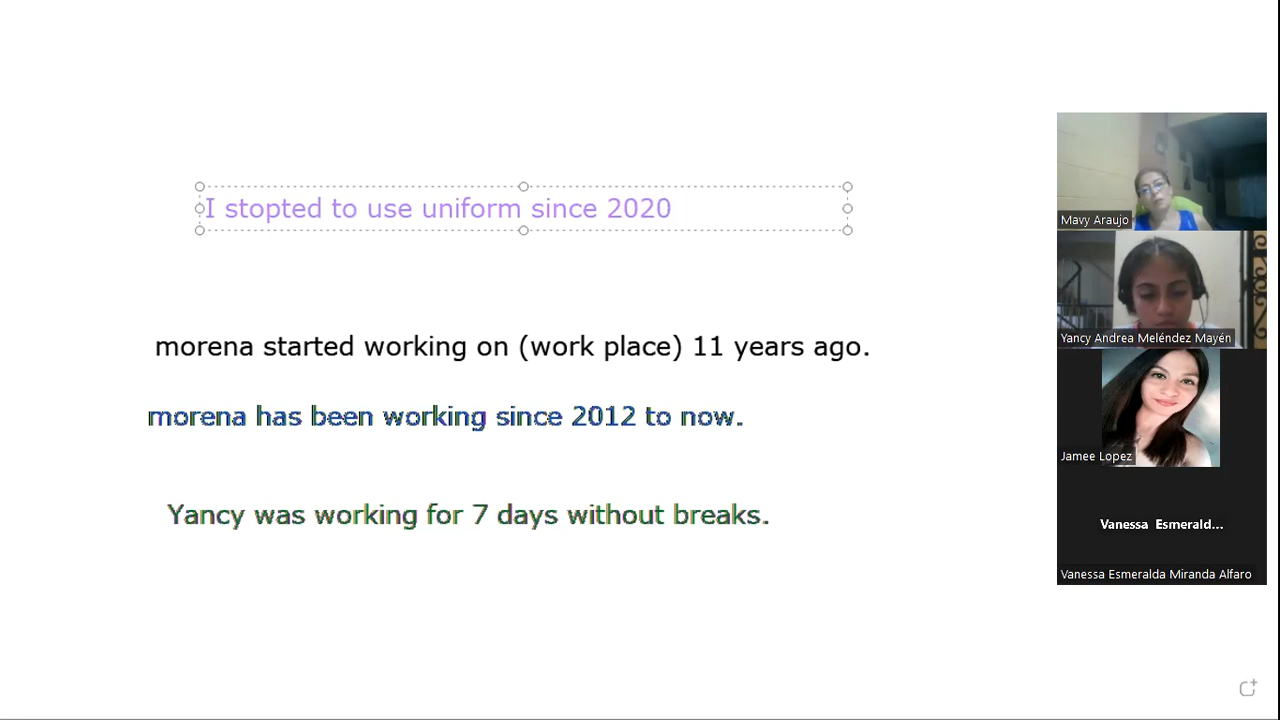 I stopted to use uniform since 2020
morena started working on (work place) 11 years ago.
morena has been working since 2012 to now.
Yancy was working for 7 days without breaks.
Mavy Araujo
Yancy Andrea Meléndez Mayén
Jamee Lopez
Vanessa Esmerald...
Vanessa Esmeralda Miranda Alfaro